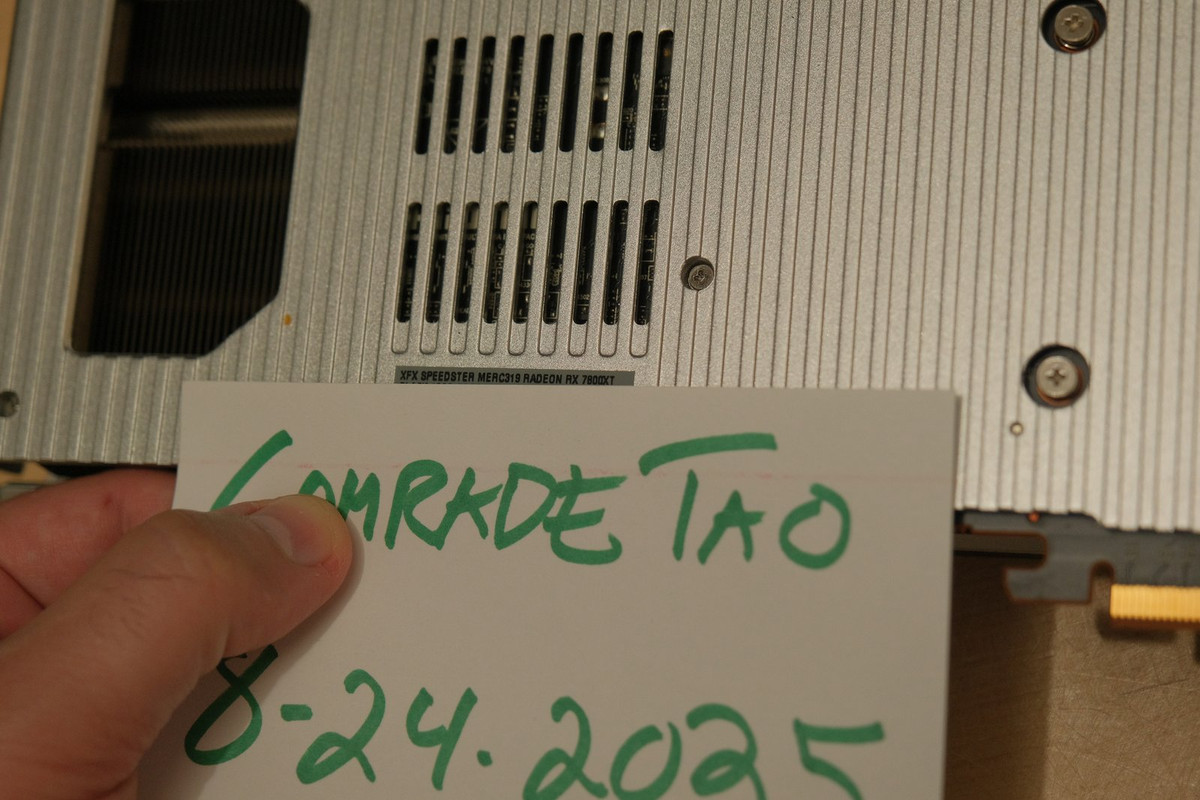 XFX SPEEDSTER MERC319 RADEON RX 7800XT
COMRADE TAO
8-24.2025